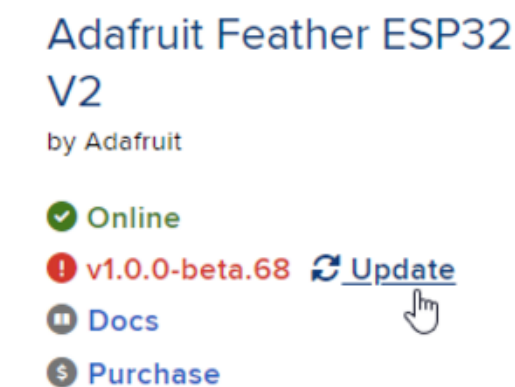 Adafruit Feather ESP32
V2
by Adafruit
Online
v1.0.0-beta.68 Update
Docs
Purchase